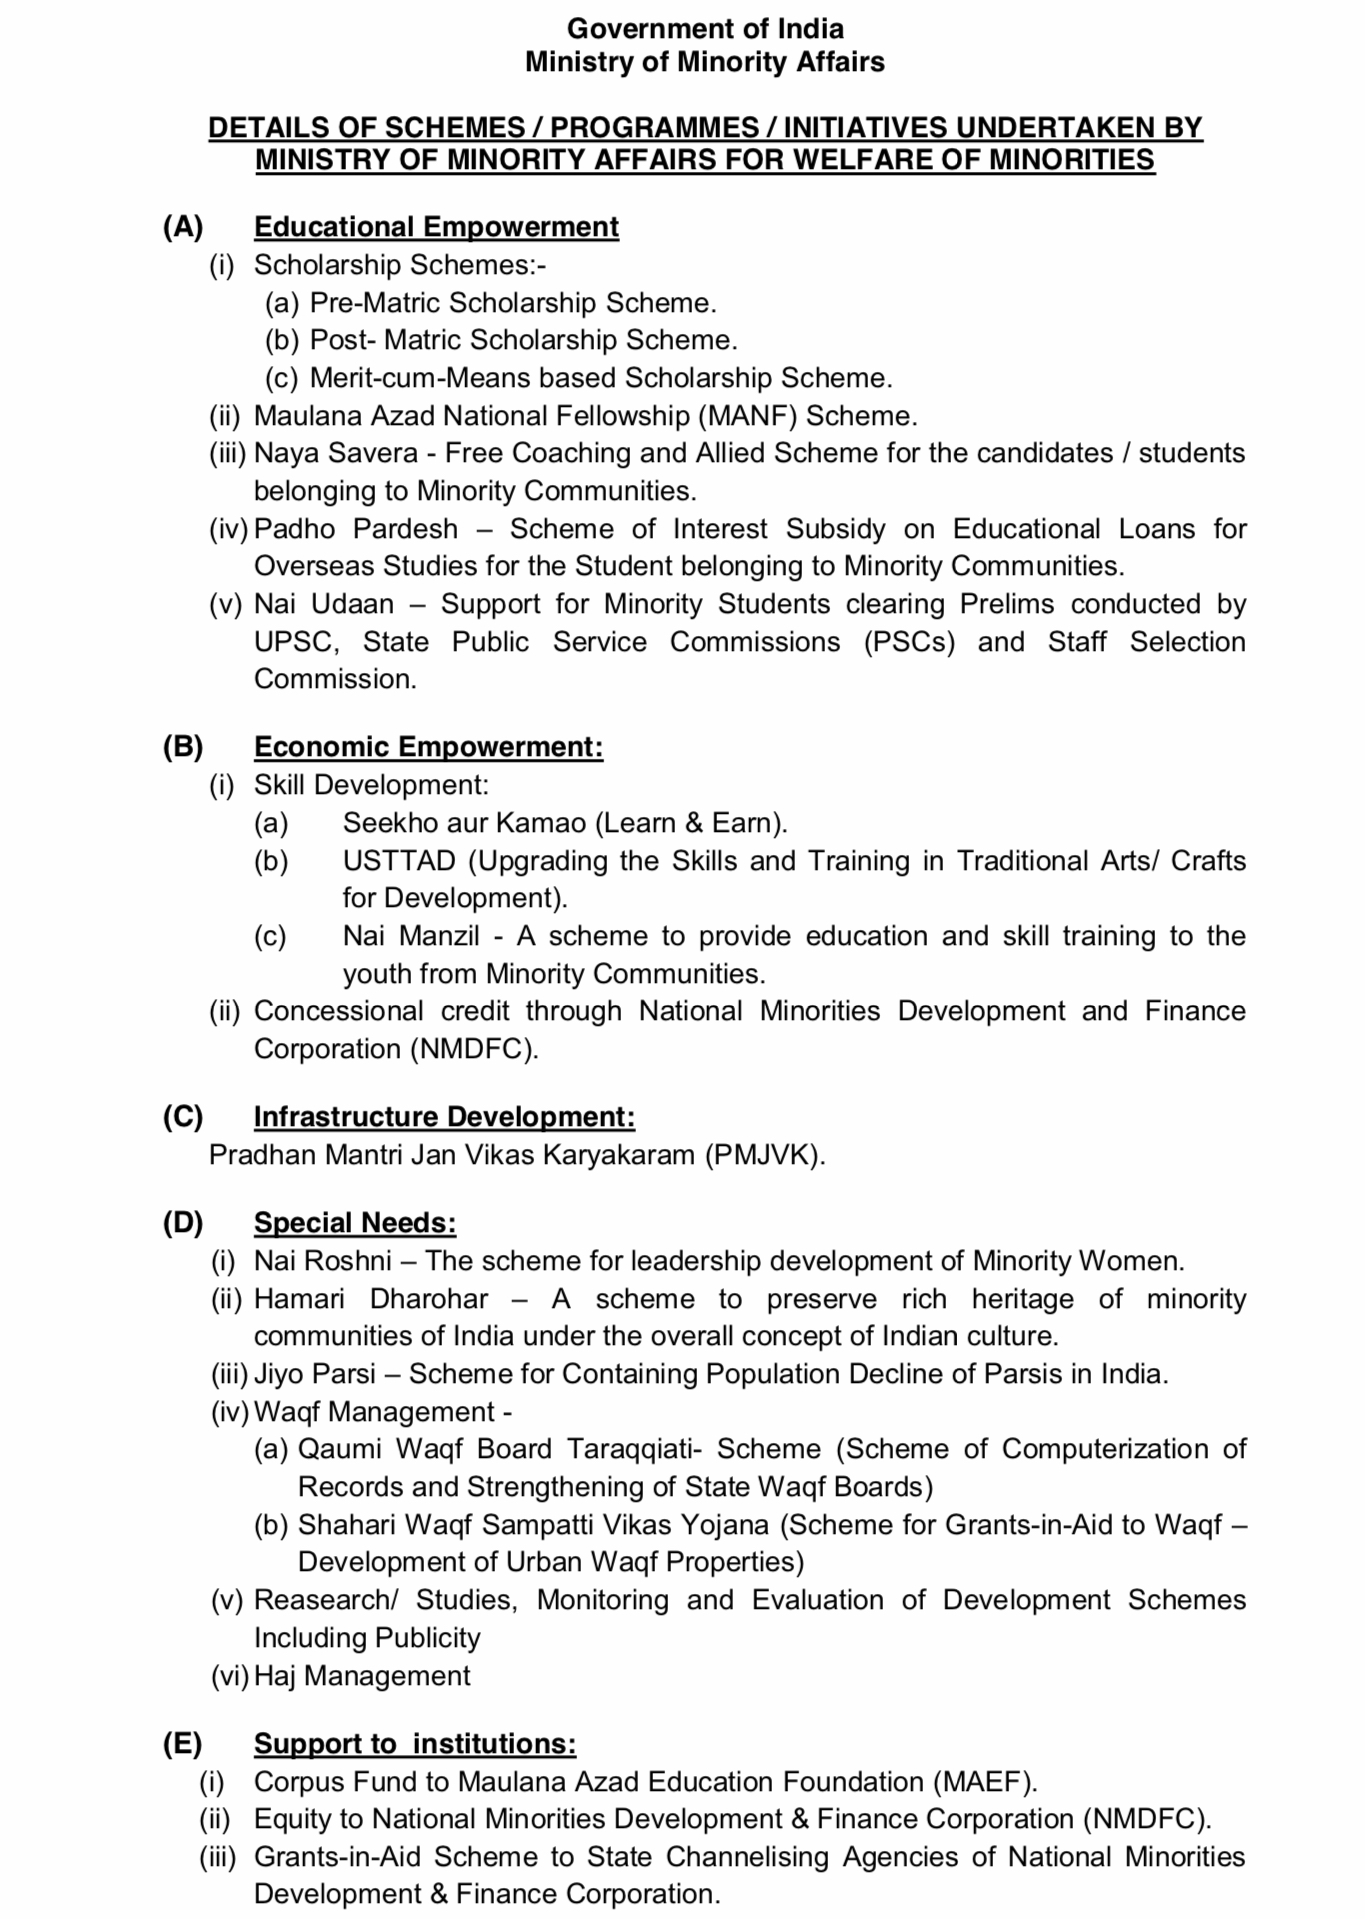 Government of India
Ministry of Minority Affairs
DETAILS OF SCHEMES / PROGRAMMES / INITIATIVES UNDERTAKEN BY
MINISTRY OF MINORITY AFFAIRS FOR WELFARE OF MINORITIES
(A) Educational Empowerment
(i) Scholarship Schemes:-
(a) Pre-Matric Scholarship Scheme.
(b) Post- Matric Scholarship Scheme.
(c) Merit-cum-Means based Scholarship Scheme.
(ii) Maulana Azad National Fellowship (MANF) Scheme.
(iii) Naya Savera - Free Coaching and Allied Scheme for the candidates / students
belonging to Minority Communities.
(iv) Padho Pardesh – Scheme of Interest Subsidy on Educational Loans for
Overseas Studies for the Student belonging to Minority Communities.
(v) Nai Udaan – Support for Minority Students clearing Prelims conducted by
UPSC, State Public Service Commissions (PSCs) and Staff Selection
Commission.
(B) Economic Empowerment:
(i) Skill Development:
(a) Seekho aur Kamao (Learn & Earn).
(b) USTTAD (Upgrading the Skills and Training in Traditional Arts/ Crafts
for Development).
(c) Nai Manzil - A scheme to provide education and skill training to the
youth from Minority Communities.
(ii) Concessional credit through National Minorities Development and Finance
Corporation (NMDFC).
(C) Infrastructure Development:
Pradhan Mantri Jan Vikas Karyakaram (PMJVK).
(D) Special Needs:
(i) Nai Roshni – The scheme for leadership development of Minority Women.
(ii) Hamari Dharohar – A scheme to preserve rich heritage of minority
communities of India under the overall concept of Indian culture.
(iii) Jiyo Parsi – Scheme for Containing Population Decline of Parsis in India.
(iv) Waqf Management -
(a) Qaumi Waqf Board Taraqqiati- Scheme (Scheme of Computerization of
Records and Strengthening of State Waqf Boards)
(b) Shahari Waqf Sampatti Vikas Yojana (Scheme for Grants-in-Aid to Waqf –
Development of Urban Waqf Properties)
(v) Reasearch/ Studies, Monitoring and Evaluation of Development Schemes
Including Publicity
(vi) Haj Management
(E) Support to institutions:
(i) Corpus Fund to Maulana Azad Education Foundation (MAEF).
(ii) Equity to National Minorities Development & Finance Corporation (NMDFC).
(iii) Grants-in-Aid Scheme to State Channelising Agencies of National Minorities
Development & Finance Corporation.